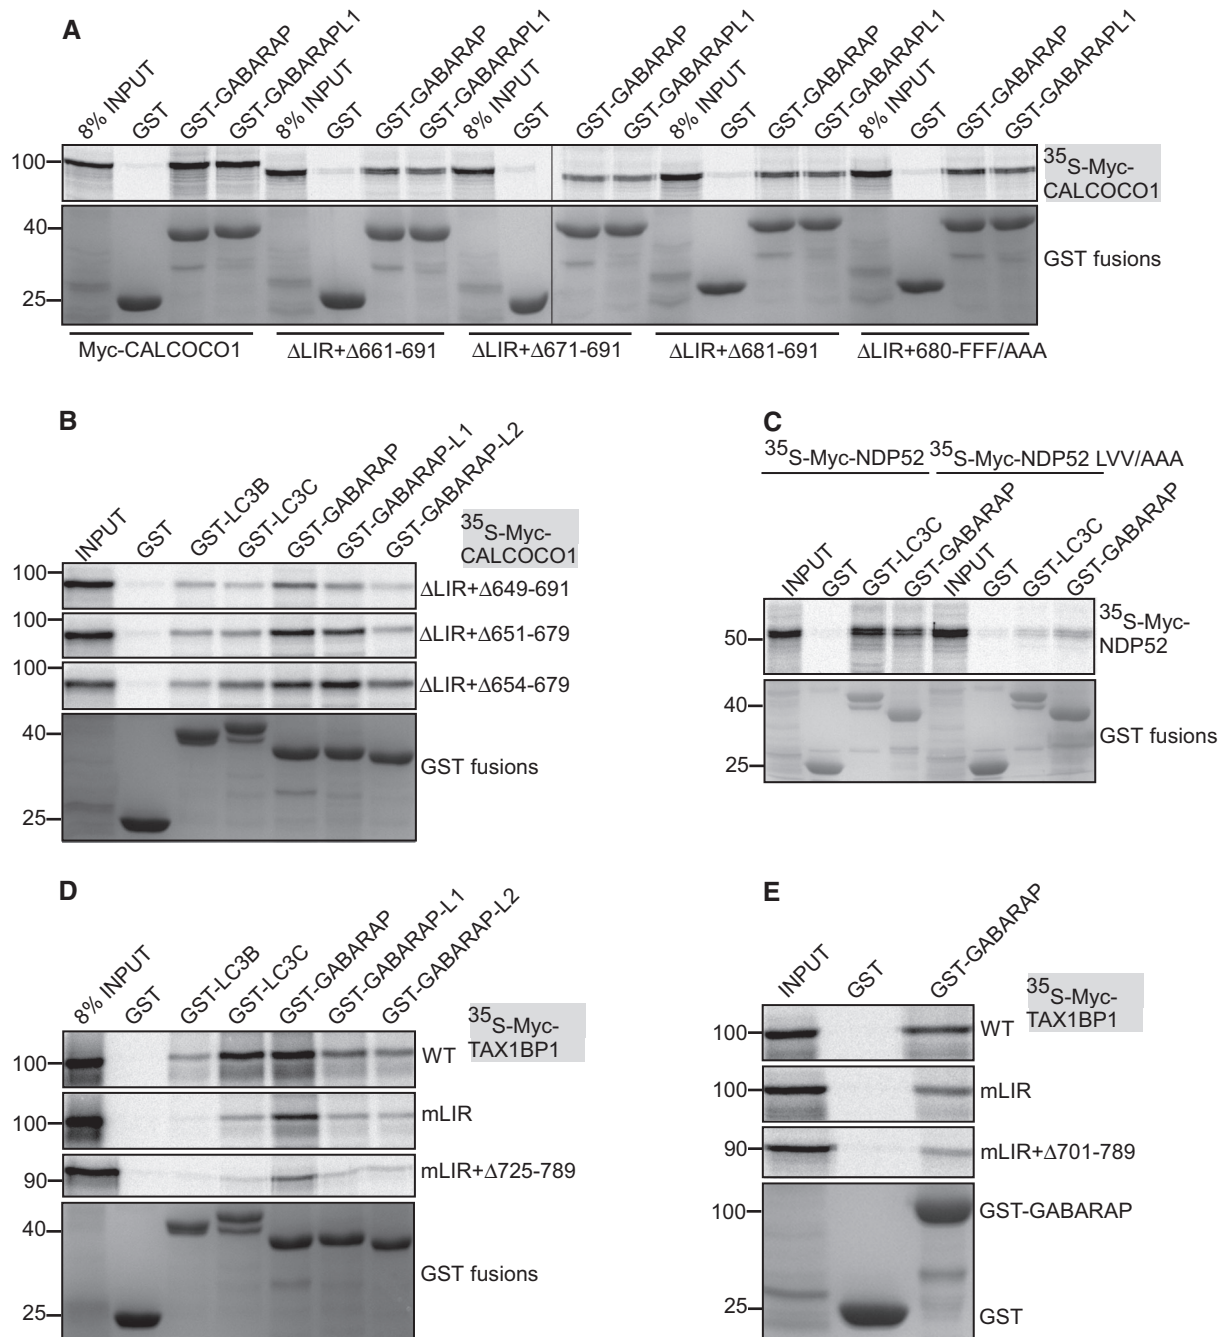 A
8% INPUT
GST
GST-GABARAP
GST-GABARAPL1
8% INPUT
GST
GST-GABARAP
GST-GABARAPL1
8% INPUT
GST
GST-GABARAP
GST-GABARAPL1
8% INPUT
GST
GST-GABARAP
GST-GABARAPL1
8% INPUT
GST
GST-GABARAP
GST-GABARAPL1
100
35S-Myc-
CALCOCO1
40
25
GST fusions
Myc-CALCOCO1
ΔLIR+Δ661-691
ΔLIR+Δ671-691
ΔLIR+Δ681-691
ΔLIR+680-FFF/AAA
B
INPUT
GST
GST-LC3B
GST-LC3C
GST-GABARAP
GST-GABARAP-L1
GST-GABARAP-L2
35S-Myc-
CALCOCO1
100
ΔLIR+Δ649-691
100
ΔLIR+Δ651-679
100
ΔLIR+Δ654-679
40
25
GST fusions
C
35S-Myc-NDP52
35S-Myc-NDP52 LVV/AAA
INPUT
GST
GST-LC3C
GST-GABARAP
INPUT
GST
GST-LC3C
GST-GABARAP
50
35S-Myc-
NDP52
40
25
GST fusions
D
8% INPUT
GST
GST-LC3B
GST-LC3C
GST-GABARAP
GST-GABARAP-L1
GST-GABARAP-L2
35S-Myc-
TAX1BP1
100
WT
100
mLIR
90
mLIR+Δ725-789
40
25
GST fusions
E
INPUT
GST
GST-GABARAP
35S-Myc-
TAX1BP1
100
WT
100
mLIR
90
mLIR+Δ701-789
100
GST-GABARAP
25
GST